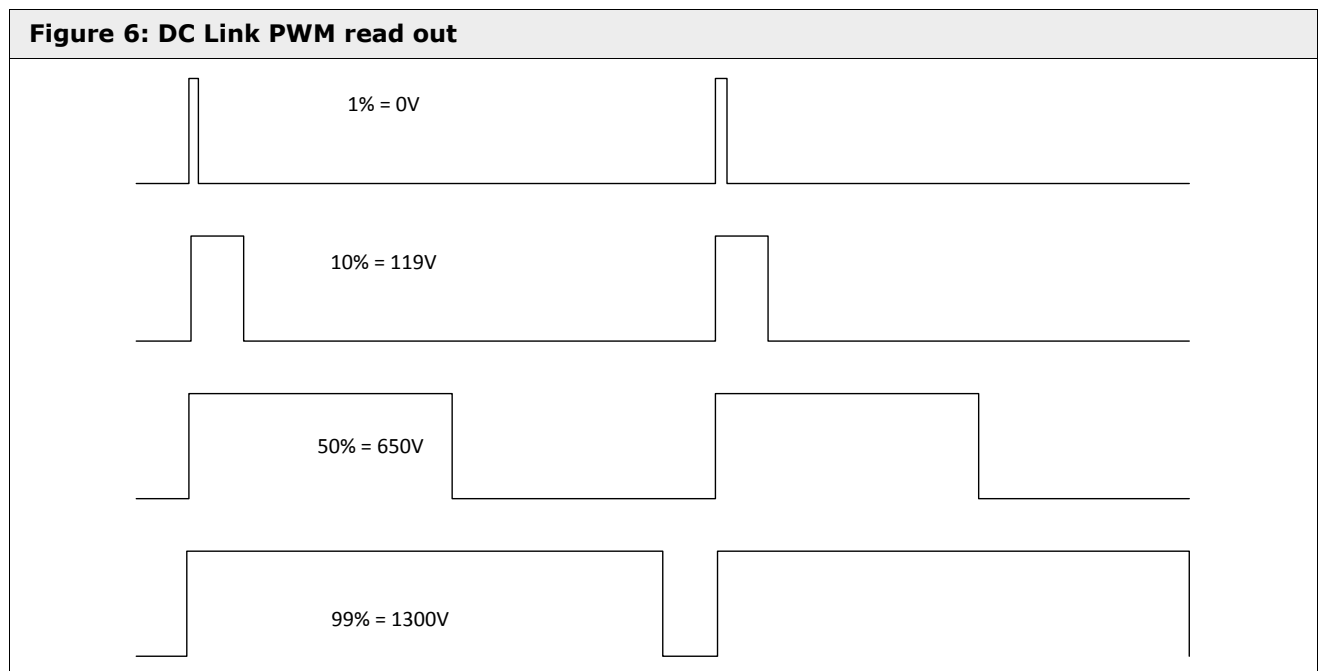 Figure 6: DC Link PWM read out
1% = 0V
10% = 119V
50% = 650V
99% = 1300V